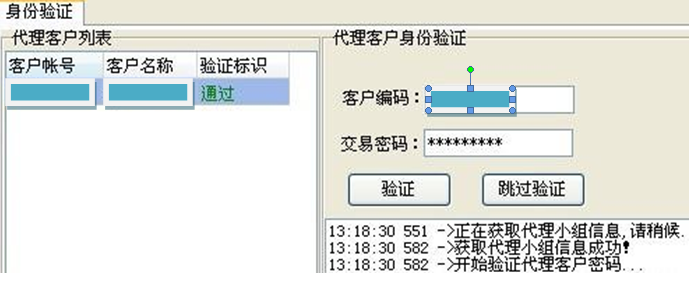 身份验证
代理客户列表
客户帐号 客户名称 验证标识
通过
代理客户身份验证
客户编码：
交易密码：*********
验证 跳过验证
13:18:30 551 ->正在获取代理小组信息,请稍候.
13:18:30 582 ->获取代理小组信息成功!
13:18:30 582 ->开始验证代理客户密码...